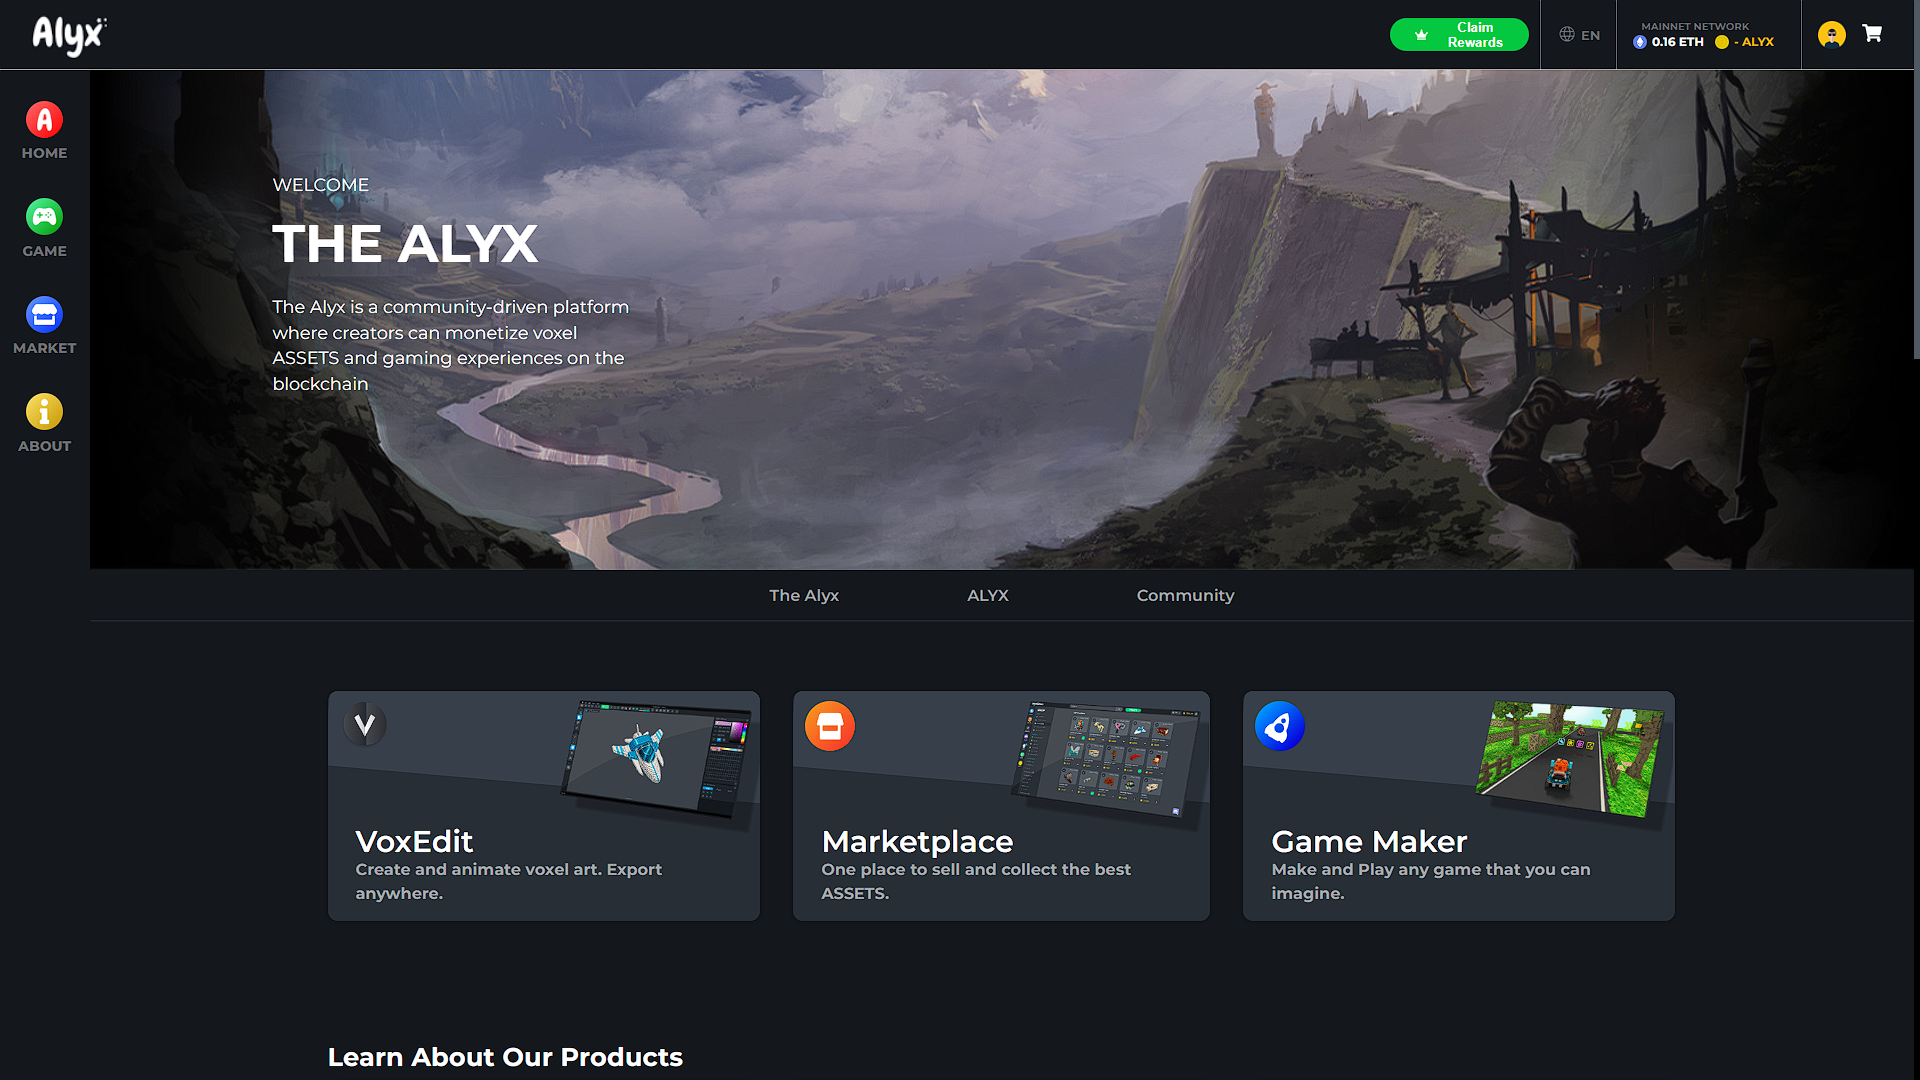 Alyx
Claim
Rewards
EN
MAINNET NETWORK
0.16 ETH - ALYX
HOME
GAME
MARKET
ABOUT
WELCOME
THE ALYX
The Alyx is a community-driven platform
where creators can monetize voxel
ASSETS and gaming experiences on the
blockchain
The Alyx ALYX Community
VoxEdit
Create and animate voxel art. Export
anywhere.
Marketplace
One place to sell and collect the best
ASSETS.
Game Maker
Make and Play any game that you can
imagine.
Learn About Our Products